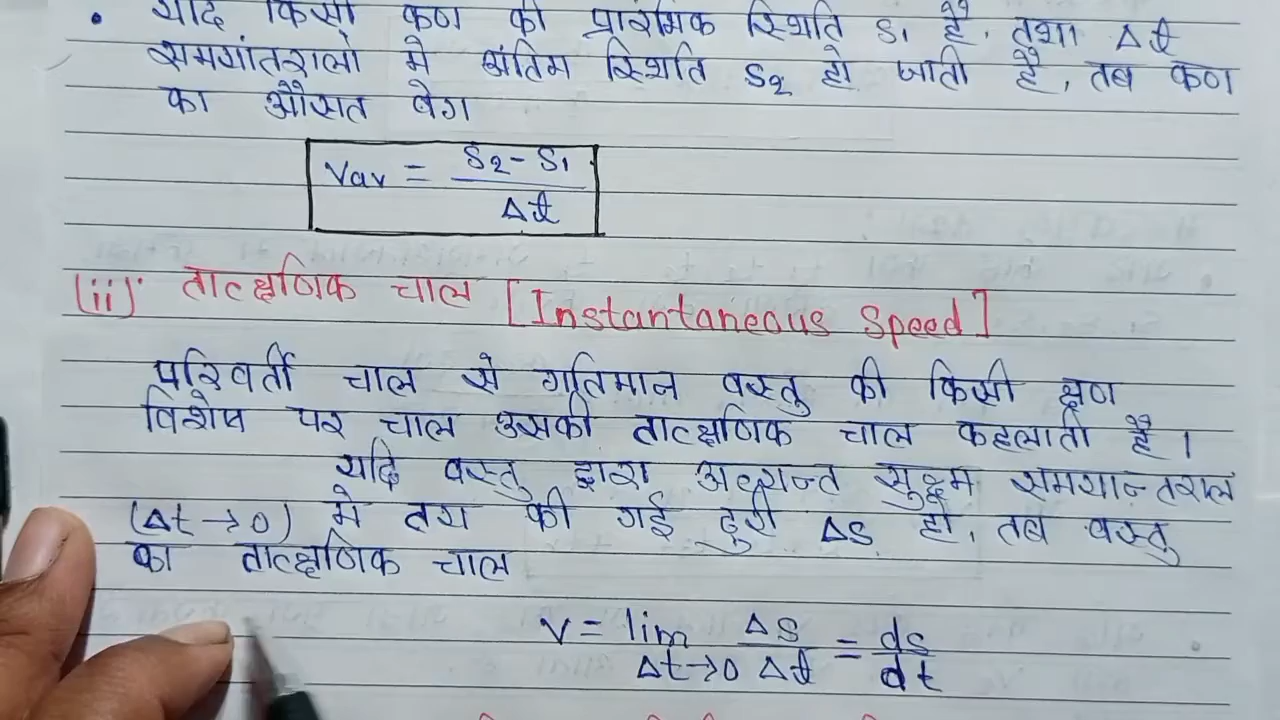 • यदि किसी कण की प्रारंभिक स्थिति S₁ है, तथा Δt
समयांतरालो मे अंतिम स्थिति S₂ हो जाती है, तब कण
का औसत वेग
Vav = S₂ - S₁ / Δt
(ii) तात्क्षणिक चाल [Instantaneous Speed]
परिवर्ती चाल से गतिमान वस्तु की किसी क्षण
विशेष पर चाल उसकी तात्क्षणिक चाल कहलाती है।
यदि वस्तु द्वारा अत्यन्त सुक्ष्म समयान्तराल
(Δt→0) मे तय की गई दुरी ΔS हो, तब वस्तु
का तात्क्षणिक चाल
V = lim Δt→0 ΔS / Δt = ds / dt